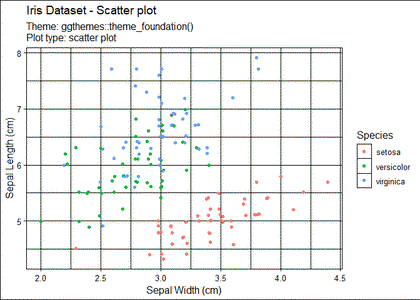 Iris Dataset - Scatter plot
Theme: ggthemes::theme_foundation()
Plot type: scatter plot
Sepal Length (cm)
8
7
6
5
2.0 2.5 3.0 3.5 4.0 4.5
Sepal Width (cm)
Species
setosa
versicolor
virginica